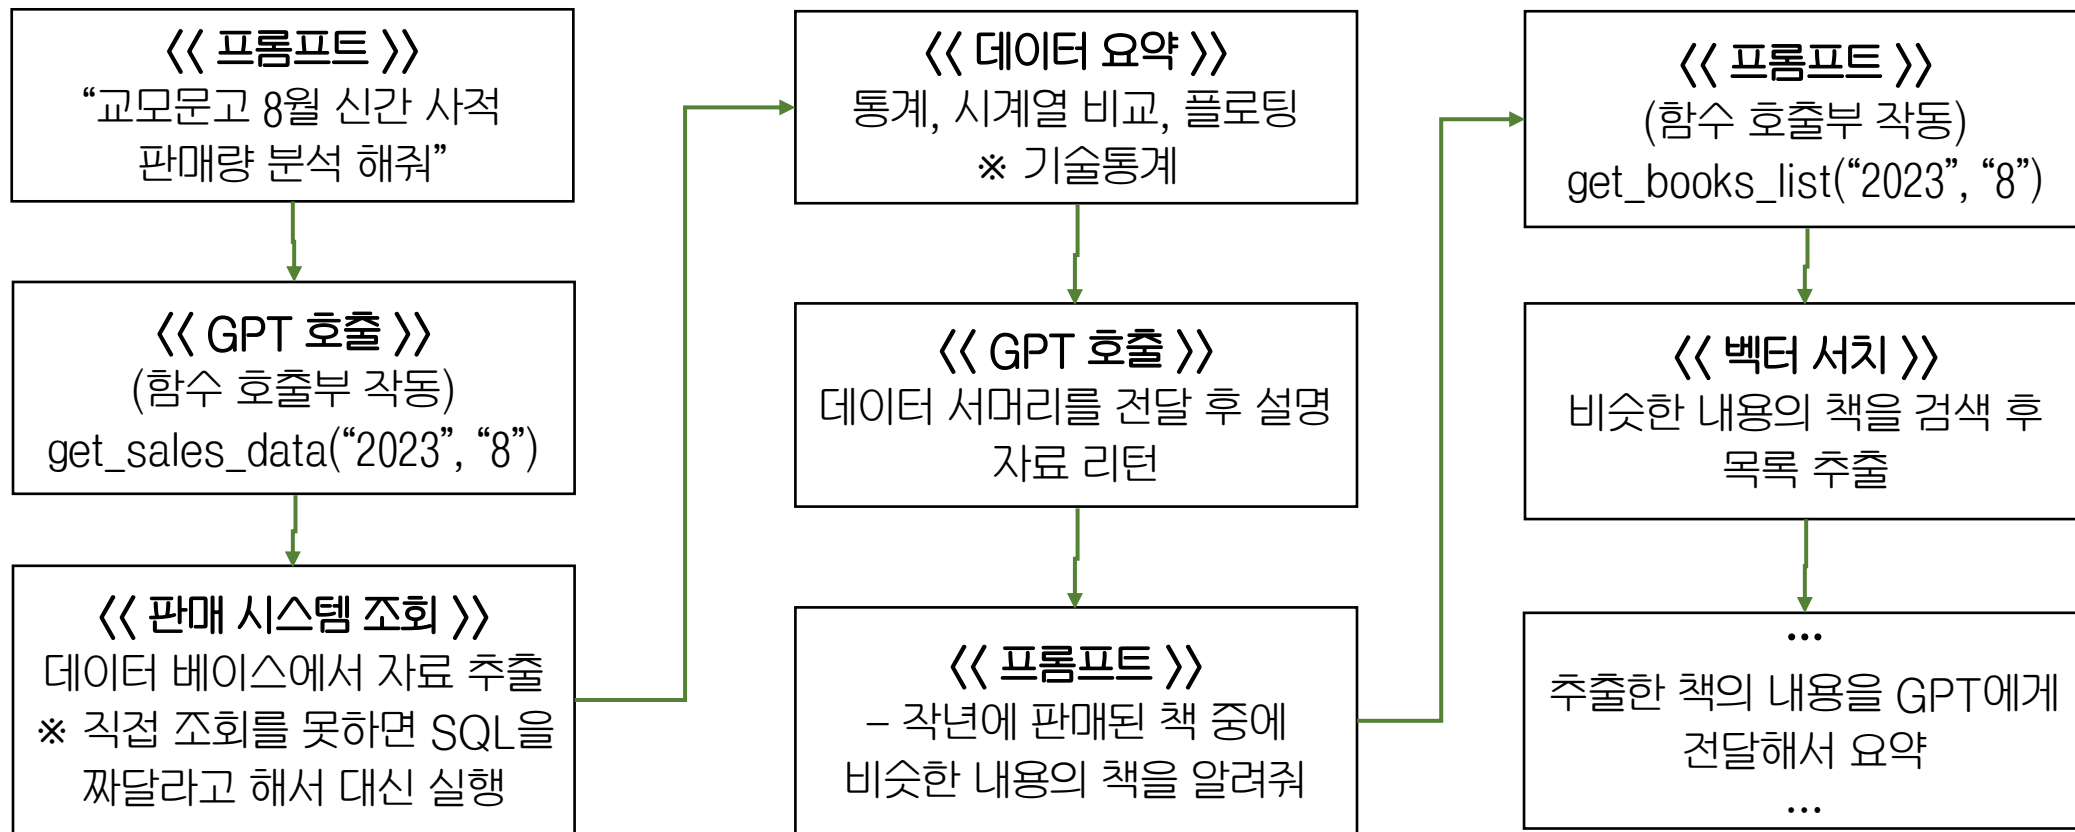 《 프롬프트 》
“교모문고 8월 신간 사적
판매량 분석 해줘”
《 GPT 호출 》
(함수 호출부 작동)
get_sales_data(“2023”, “8”)
《 판매 시스템 조회 》
데이터 베이스에서 자료 추출
※ 직접 조회를 못하면 SQL을
짜달라고 해서 대신 실행
《 데이터 요약 》
통계, 시계열 비교, 플로팅
※ 기술통계
《 GPT 호출 》
데이터 서머리를 전달 후 설명
자료 리턴
《 프롬프트 》
– 작년에 판매된 책 중에
비슷한 내용의 책을 알려줘
《 프롬프트 》
(함수 호출부 작동)
get_books_list(“2023”, “8”)
《 벡터 서치 》
비슷한 내용의 책을 검색 후
목록 추출
…
추출한 책의 내용을 GPT에게
전달해서 요약
…